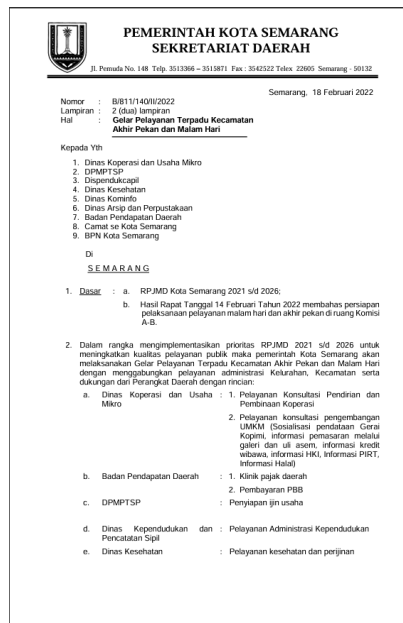 PEMERINTAH KOTA SEMARANG
SEKRETARIAT DAERAH
Jl. Pemuda No. 148 Telp. 3513366 – 3515871 Fax : 3542522 Telex 22605 Semarang - 50132
Semarang, 18 Februari 2022
Nomor : B/811/140/II/2022
Lampiran : 2 (dua) lampiran
Hal : Gelar Pelayanan Terpadu Kecamatan
Akhir Pekan dan Malam Hari
Kepada Yth
1. Dinas Koperasi dan Usaha Mikro
2. DPMPTSP
3. Dispendukcapil
4. Dinas Kesehatan
5. Dinas Kominfo
6. Dinas Arsip dan Perpustakaan
7. Badan Pendapatan Daerah
8. Camat se Kota Semarang
9. BPN Kota Semarang
Di
S E M A R A N G
1. Dasar : a. RPJMD Kota Semarang 2021 s/d 2026;
b. Hasil Rapat Tanggal 14 Februari Tahun 2022 membahas persiapan
pelaksanaan pelayanan malam hari dan akhir pekan di ruang Komisi
A-B.
2. Dalam rangka mengimplementasikan prioritas RPJMD 2021 s/d 2026 untuk
meningkatkan kualitas pelayanan publik maka pemerintah Kota Semarang akan
melaksanakan Gelar Pelayanan Terpadu Kecamatan Akhir Pekan dan Malam Hari
dengan menggabungkan pelayanan administrasi Kelurahan, Kecamatan serta
dukungan dari Perangkat Daerah dengan rincian:
a. Dinas Koperasi dan Usaha : 1. Pelayanan Konsultasi Pendirian dan
Mikro Pembinaan Koperasi
2. Pelayanan konsultasi pengembangan
UMKM (Sosialisasi pendataan Gerai
Kopimi, informasi pemasaran melalui
galeri dan uli asem, informasi kredit
wibawa, informasi HKI, Informasi PIRT,
Informasi Halal)
b. Badan Pendapatan Daerah : 1. Klinik pajak daerah
2. Pembayaran PBB
c. DPMPTSP : Penyiapan ijin usaha
d. Dinas Kependudukan dan : Pelayanan Administrasi Kependudukan
Pencatatan Sipil
e. Dinas Kesehatan : Pelayanan kesehatan dan perijinan